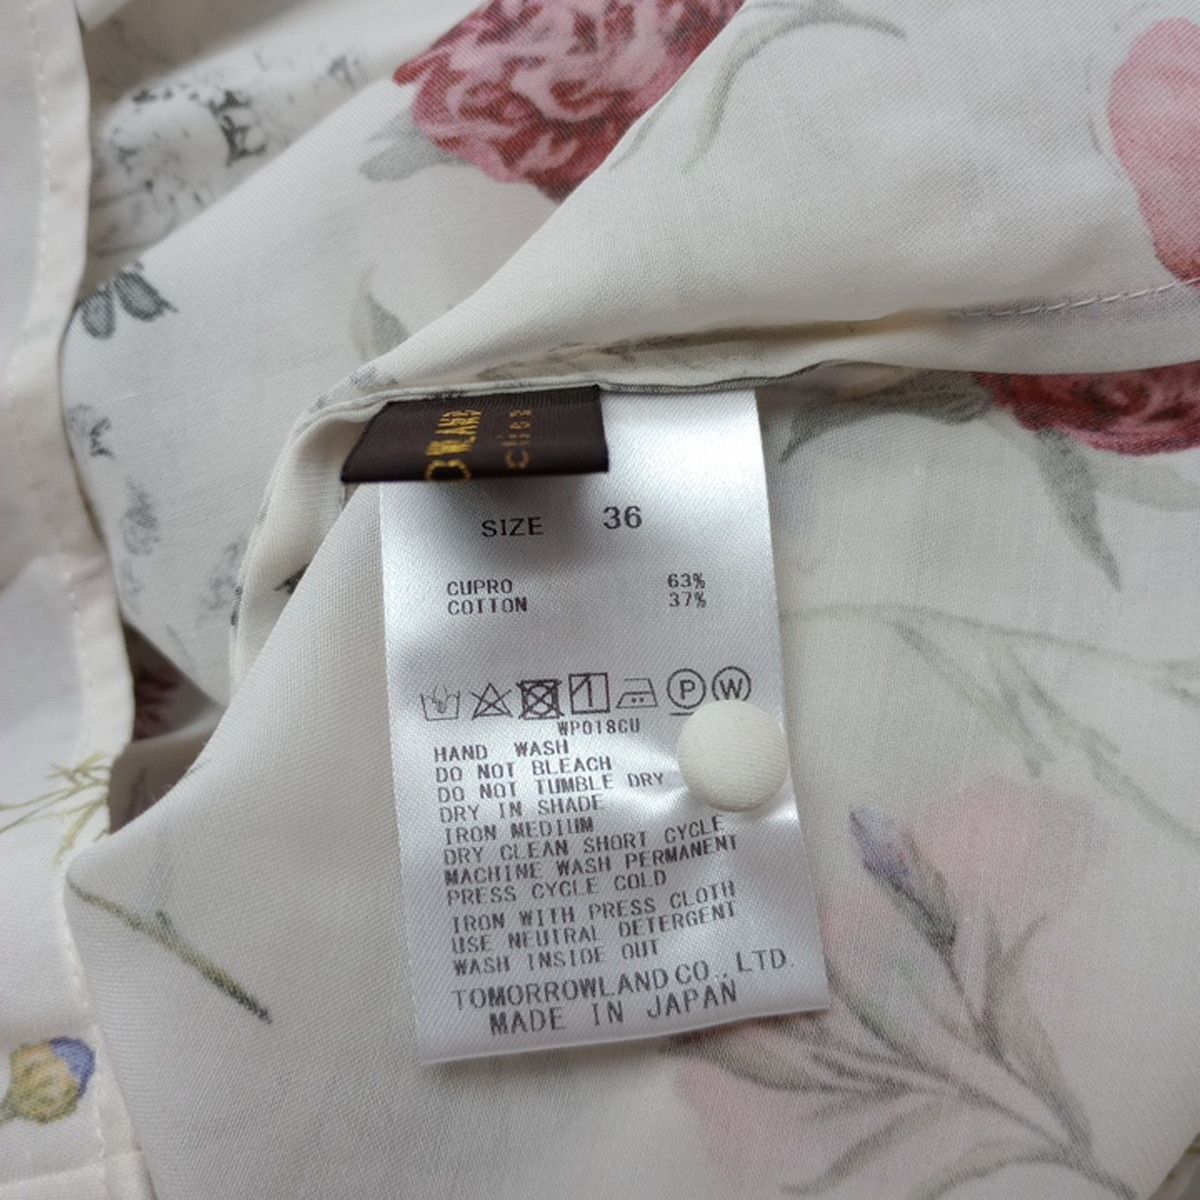 SIZE 36
CUPRO 63%
COTTON 37%
P W
WP018CU
HAND WASH
DO NOT BLEACH
DO NOT TUMBLE DRY
DRY IN SHADE
IRON MEDIUM
DRY CLEAN SHORT CYCLE
MACHINE WASH PERMANENT
PRESS CYCLE COLD
IRON WITH PRESS CLOTH
USE NEUTRAL DETERGENT
WASH INSIDE OUT
TOMORROWLAND CO., LTD.
MADE IN JAPAN